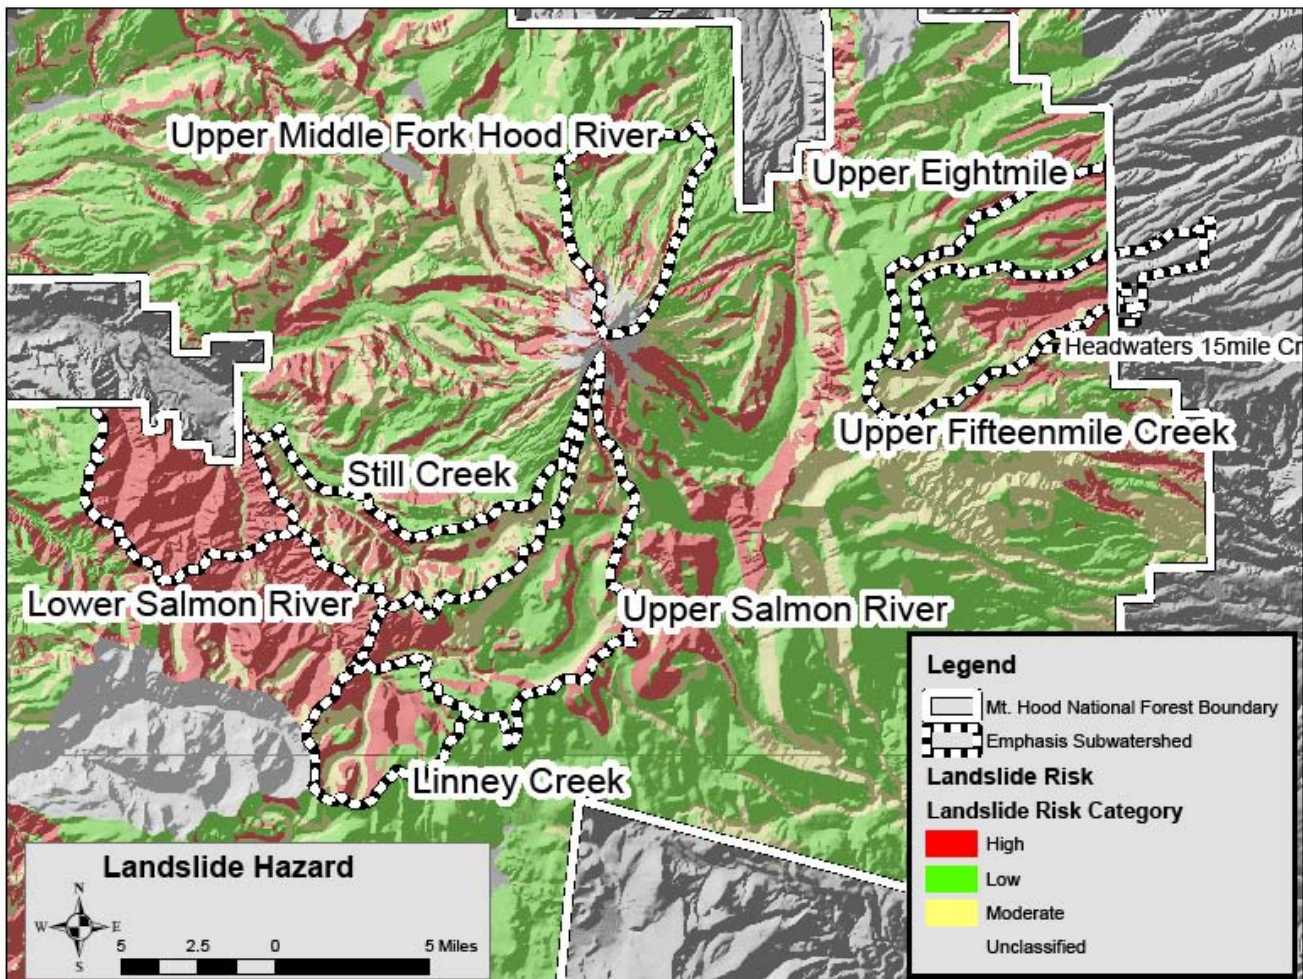 Upper Middle Fork Hood River
Upper Eightmile
Headwaters 15mile Cr
Upper Fifteenmile Creek
Still Creek
Lower Salmon River
Upper Salmon River
Linney Creek
Legend
Mt. Hood National Forest Boundary
Emphasis Subwatershed
Landslide Risk
Landslide Risk Category
High
Low
Moderate
Unclassified
Landslide Hazard
N
W E
S
5 2.5 0 5 Miles